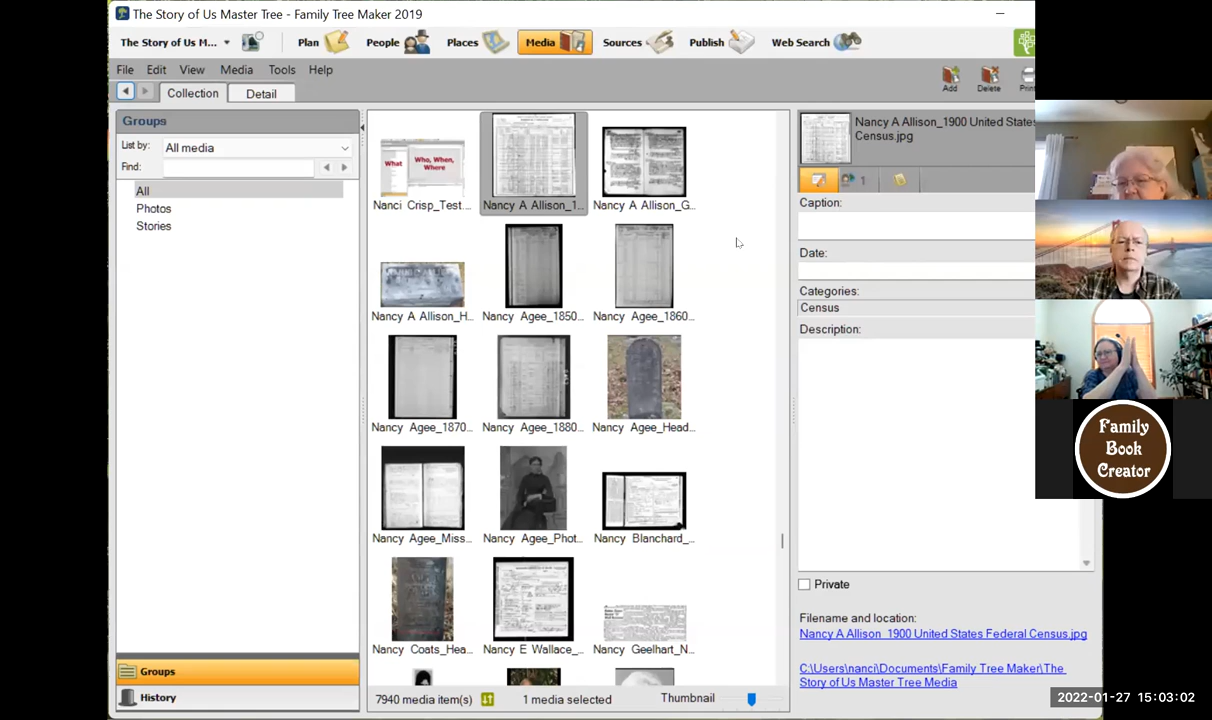 The Story of Us Master Tree - Family Tree Maker 2019
The Story of Us M...
Plan
People
Places
Media
Sources
Publish
Web Search
File Edit View Media Tools Help
Add
Delete
Collection
Detail
Groups
List by:
All media
Find:
All
Photos
Stories
What
Who, When,
Where
Nanci Crisp_Test....
Nancy A Allison_1...
Nancy A Allison_G...
Nancy A Allison_H...
Nancy Agee_1850...
Nancy Agee_1860...
Nancy Agee_1870...
Nancy Agee_1880...
Nancy Agee_Head...
Nancy Agee_Miss...
Nancy Agee_Phot...
Nancy Blanchard_...
Nancy Coats_Hea...
Nancy E Wallace_...
Nancy Geelhart_N...
Groups
History
7940 media item(s)
1 media selected
Thumbnail
Nancy A Allison_1900 United States
Census.jpg
1
Caption:
Date:
Categories:
Census
Description:
Private
Filename and location:
Nancy A Allison_1900 United States Federal Census.jpg
C:\Users\nanci\Documents\Family Tree Maker\The
Story of Us Master Tree Media
Family
Book
Creator
2022-01-27 15:03:02